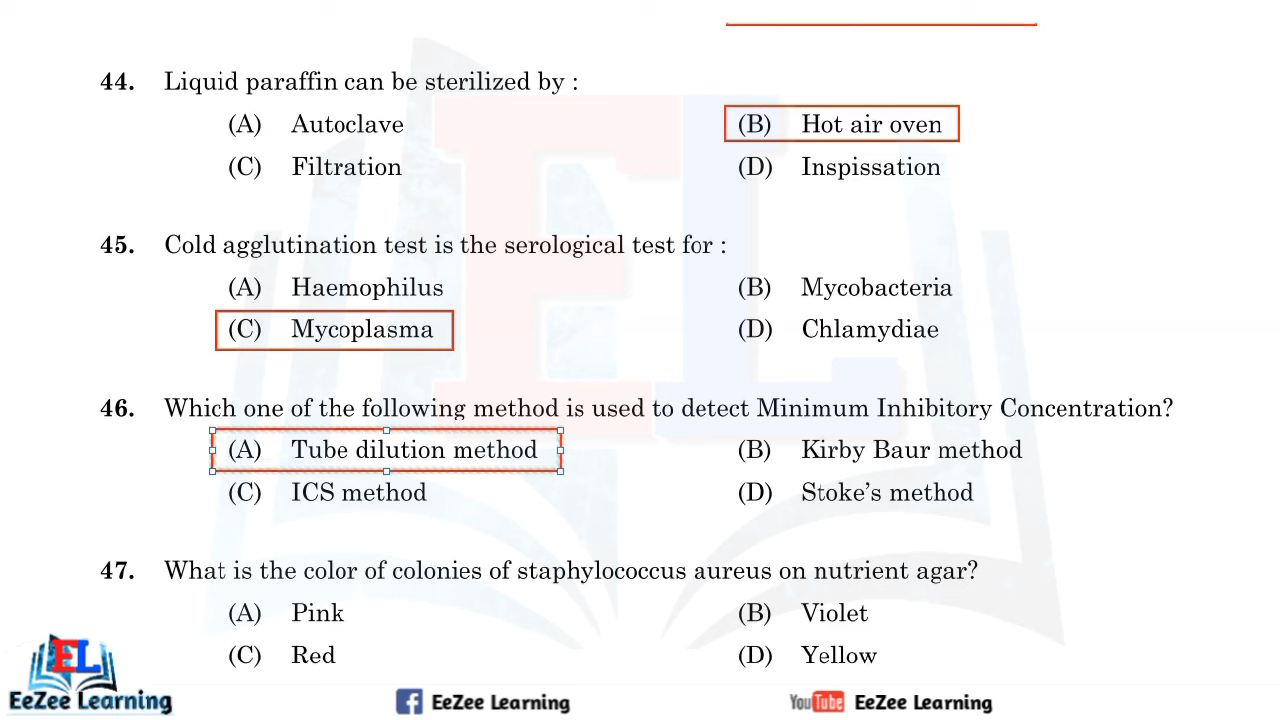 44. Liquid paraffin can be sterilized by :
(A) Autoclave (B) Hot air oven
(C) Filtration (D) Inspissation
45. Cold agglutination test is the serological test for :
(A) Haemophilus (B) Mycobacteria
(C) Mycoplasma (D) Chlamydiae
46. Which one of the following method is used to detect Minimum Inhibitory Concentration?
(A) Tube dilution method (B) Kirby Baur method
(C) ICS method (D) Stoke's method
47. What is the color of colonies of staphylococcus aureus on nutrient agar?
(A) Pink (B) Violet
(C) Red (D) Yellow
EL
EeZee Learning f EeZee Learning YouTube EeZee Learning